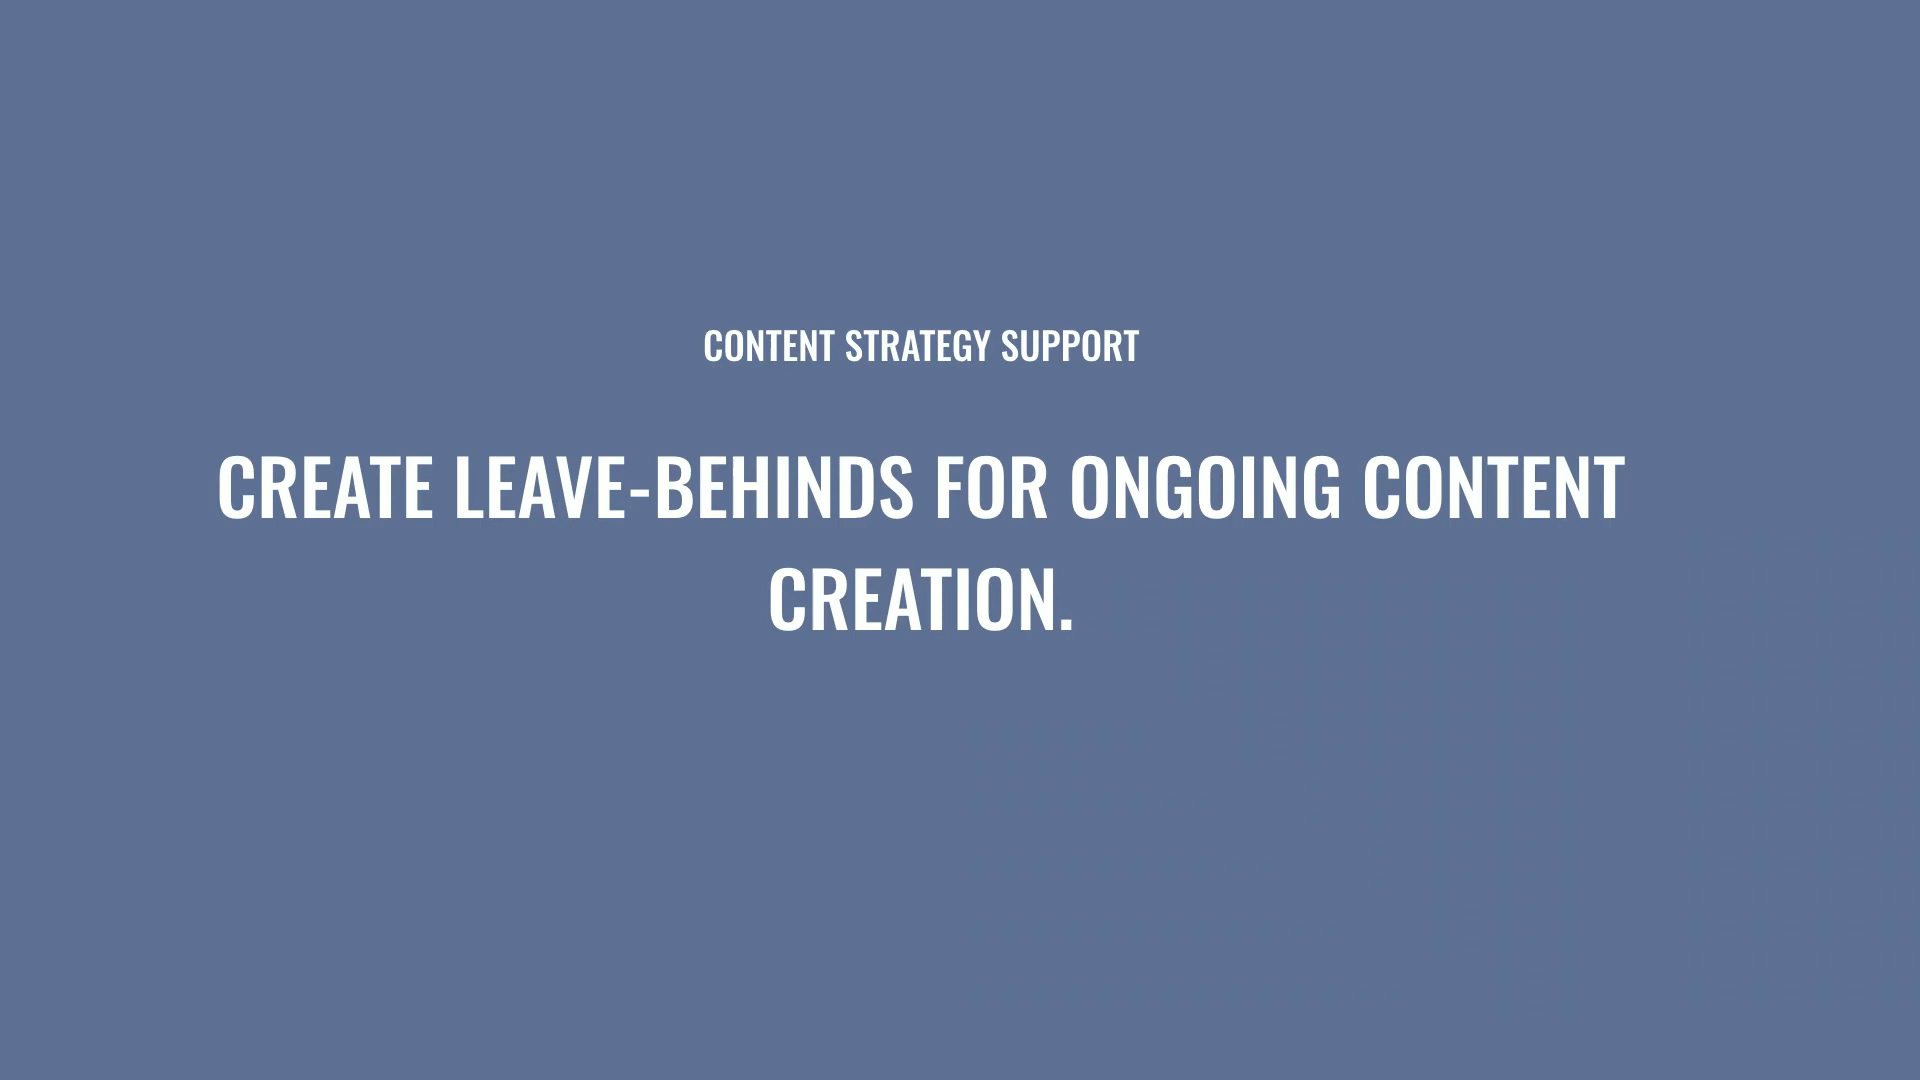 CONTENT STRATEGY SUPPORT
CREATE LEAVE-BEHINDS FOR ONGOING CONTENT
CREATION.